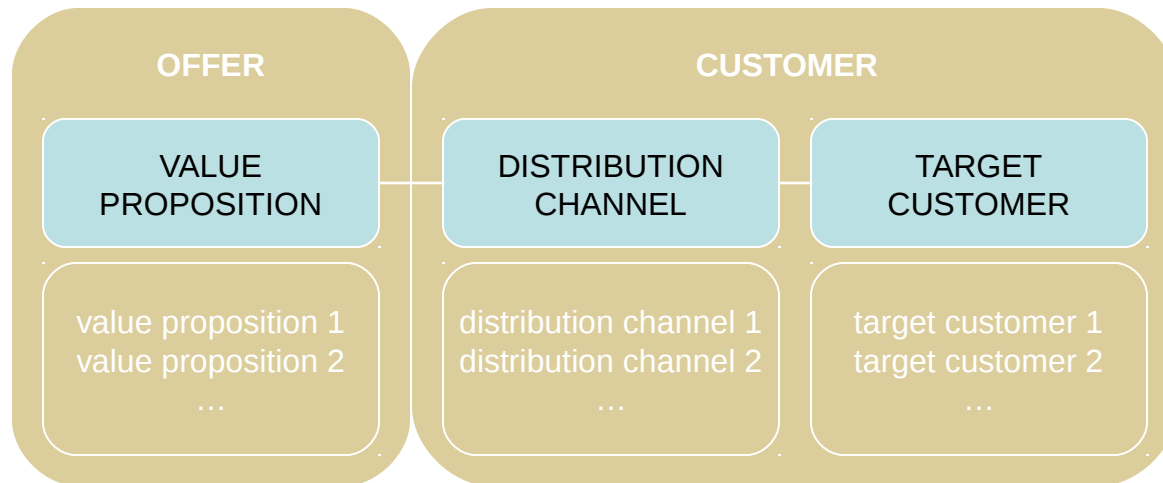 OFFER
CUSTOMER
VALUE
PROPOSITION
DISTRIBUTION
CHANNEL
TARGET
CUSTOMER
value proposition 1
value proposition 2
…
distribution channel 1
distribution channel 2
…
target customer 1
target customer 2
…